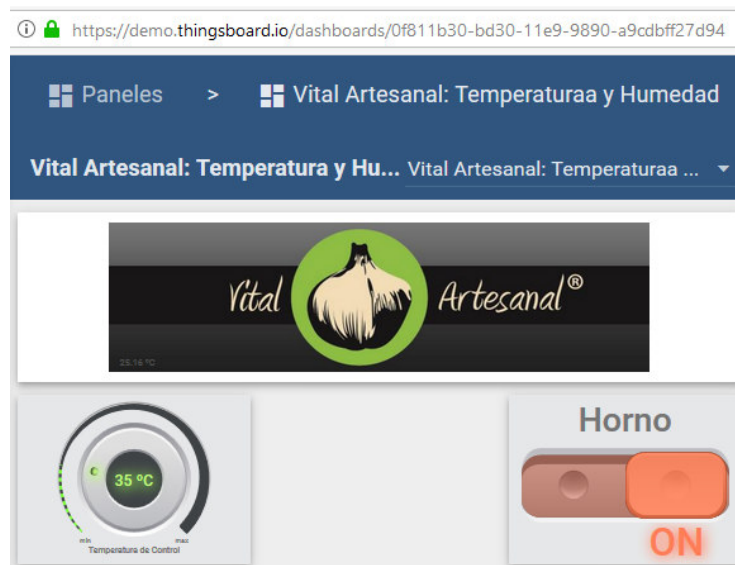 https://demo.thingsboard.io/dashboards/0f811b30-bd30-11e9-9890-a9cdbff27d94
Paneles > Vital Artesanal: Temperaturaa y Humedad
Vital Artesanal: Temperatura y Hu... Vital Artesanal: Temperaturaa ...
Vital Artesanal®
25.16 ºC
Horno
35 ºC
min max
Temperatura de Control
ON